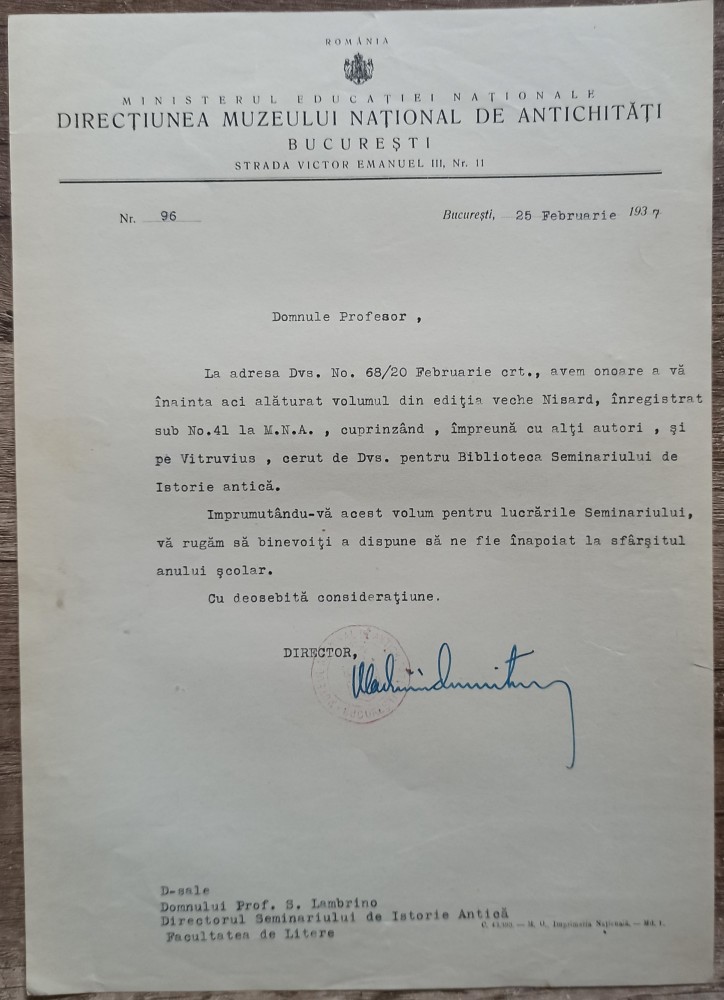 ROMÂNIA
MINISTERUL EDUCAȚIEI NAȚIONALE
DIRECȚIUNEA MUZEULUI NAȚIONAL DE ANTICHITĂȚI
BUCUREȘTI
STRADA VICTOR EMANUEL III, Nr. 11
Nr. 96 București, 25 Februarie 1937
Domnule Profesor ,
La adresa Dvs. No. 68/20 Februarie crt., avem onoare a vă
înainta aci alăturat volumul din ediția veche Nisard, înregistrat
sub No.41 la M.N.A. , cuprinzând , împreună cu alți autori , și
pe Vitruvius , cerut de Dvs. pentru Biblioteca Seminariului de
Istorie antică.
Imprumutându-vă acest volum pentru lucrările Seminariului,
vă rugăm să binevoiți a dispune să ne fie înapoiat la sfârșitul
anului școlar.
Cu deosebită considerațiune.
DIRECTOR,
D-sale
Domnului Prof. S. Lambrino
Directorul Seminariului de Istorie Antică
Facultatea de Litere
M. O., Imprimeria Națională.